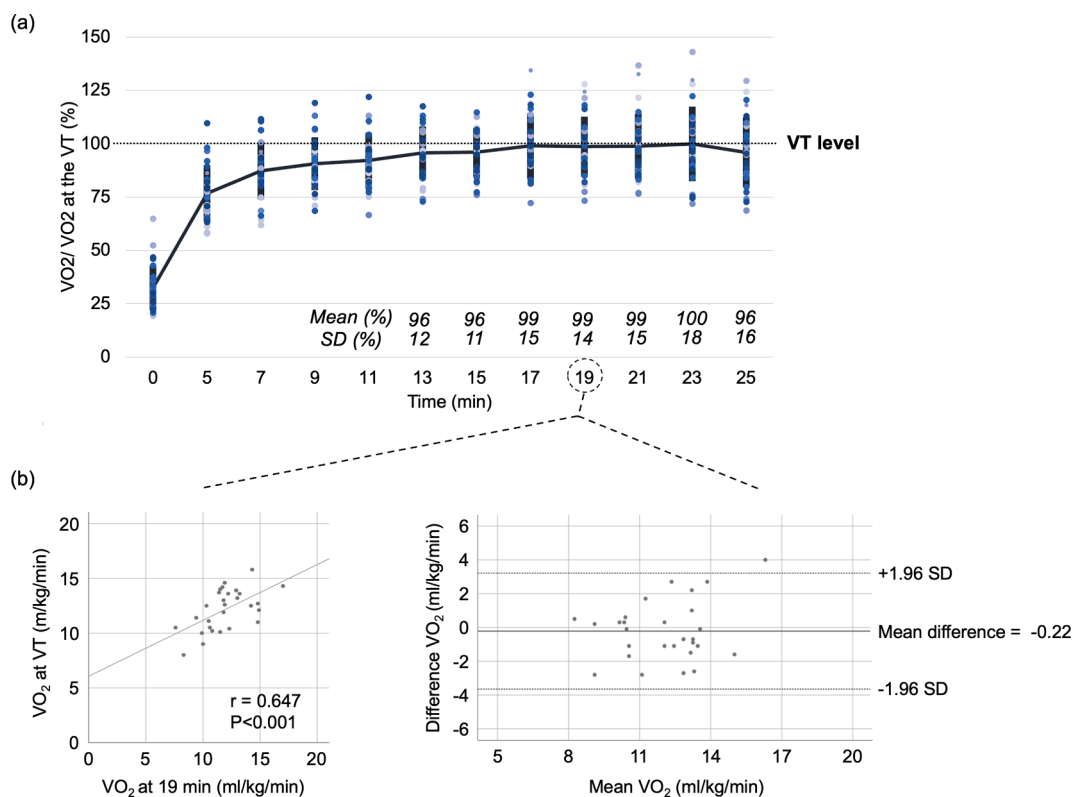 (a)
150
125
100
75
50
25
0
VO2/ VO2 at the VT (%)
VT level
Mean (%) 96 96 99 99 99 100 96
SD (%) 12 11 15 14 15 18 16
0 5 7 9 11 13 15 17 19 21 23 25
Time (min)
(b)
20
15
10
5
0
VO2 at VT (m/kg/min)
r = 0.647
P<0.001
0 5 10 15 20
VO2 at 19 min (ml/kg/min)
6
4
2
0
-2
-4
-6
Difference VO2 (ml/kg/min)
+1.96 SD
Mean difference = -0.22
-1.96 SD
5 8 11 14 17 20
Mean VO2 (ml/kg/min)